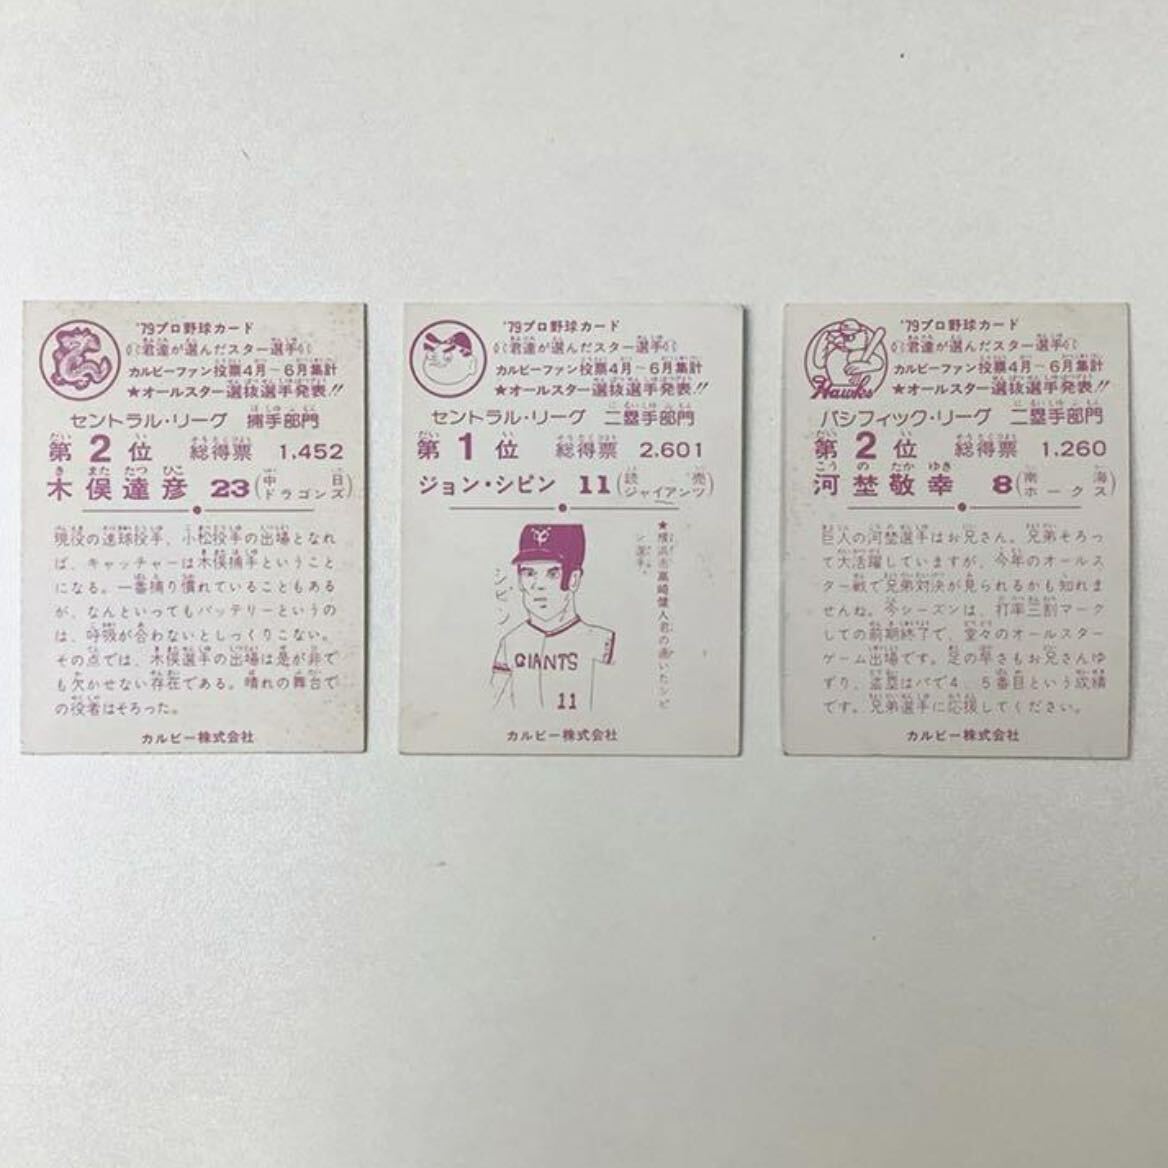 '79プロ野球カード
君達が選んだスター選手
カルビーファン投票4月~6月集計
★オールスター選抜選手発表!!
セントラル・リーグ 捕手部門
第2位 総得票 1.452
木俣達彦 23(中日ドラゴンズ)
現役の速球投手、小松投手の出場となれ
ば、キャッチャーは木俣捕手ということ
になる。一番捕り慣れていることもある
が、なんといってもバッテリーというの
は、呼吸が合わないとしっくりこない。
その点では、木俣選手の出場は是が非で
も欠かせない存在である。晴れの舞台で
の役者はそろった。
カルビー株式会社
'79プロ野球カード
君達が選んだスター選手
カルビーファン投票4月~6月集計
★オールスター選抜選手発表!!
セントラル・リーグ 二塁手部門
第1位 総得票 2.601
ジョン・シピン 11(読売ジャイアンツ)
★横浜市高崎健人君の画いたシピ
ン選手。
シピン
GIANTS
11
カルビー株式会社
Hawks
'79プロ野球カード
君達が選んだスター選手
カルビーファン投票4月~6月集計
★オールスター選抜選手発表!!
パシフィック・リーグ 二塁手部門
第2位 総得票 1.260
河埜敬幸 8(南海ホークス)
巨人の河埜選手はお兄さん。兄弟そろっ
て大活躍していますが、今年のオールス
ター戦で兄弟対決が見られるかも知れま
せんね。今シーズンは、打率三割マーク
しての前期終了で、堂々のオールスター
ゲーム出場です。足の早さもお兄さんゆ
ずり、盗塁はパで4、5番目という成績
です。兄弟選手に応援してください。
カルビー株式会社